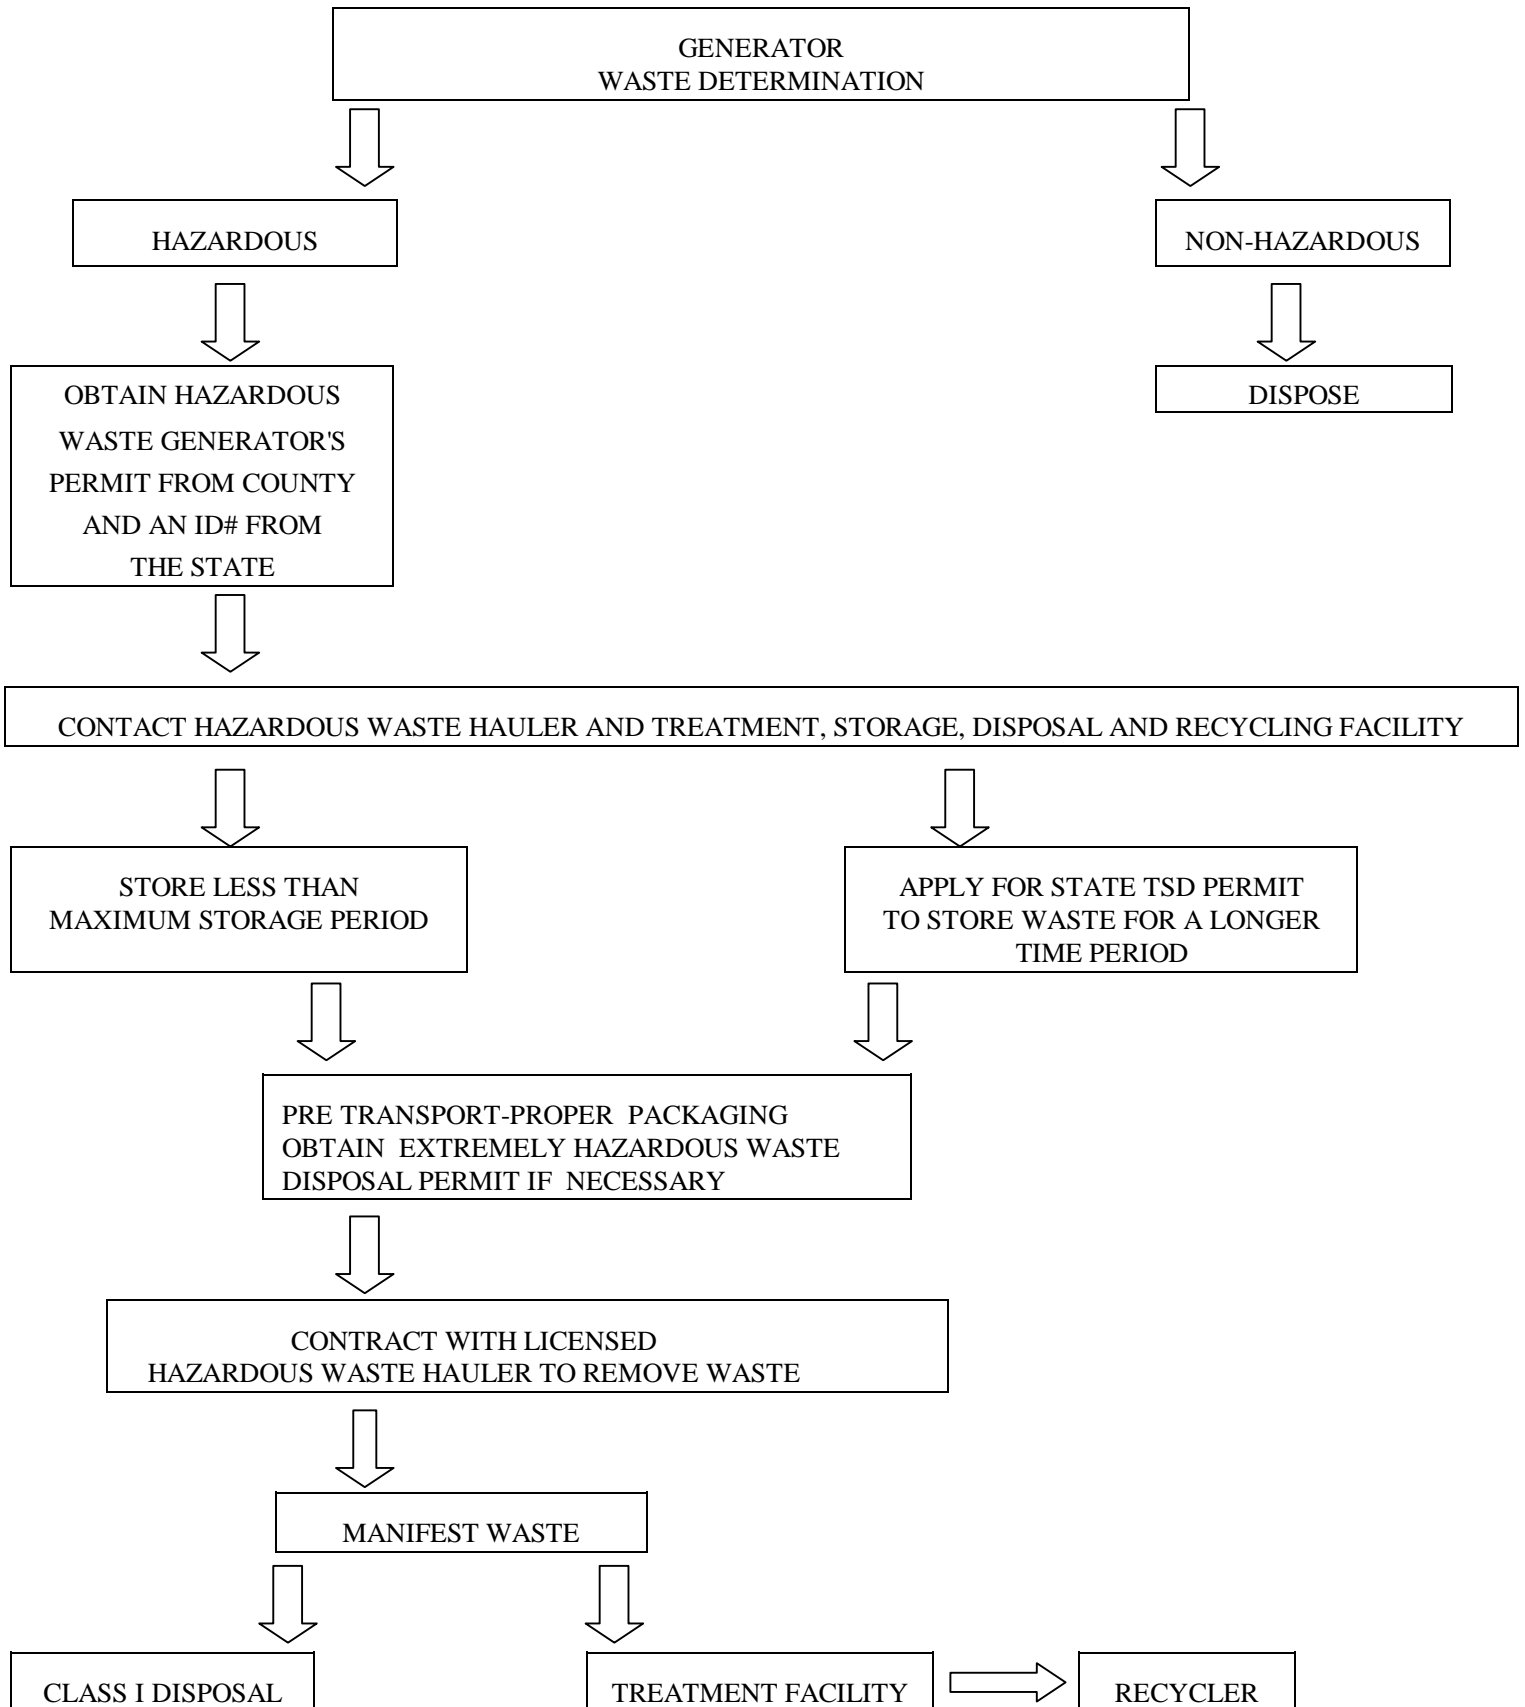 GENERATOR
WASTE DETERMINATION
HAZARDOUS
NON-HAZARDOUS
OBTAIN HAZARDOUS
WASTE GENERATOR'S
PERMIT FROM COUNTY
AND AN ID# FROM
THE STATE
DISPOSE
CONTACT HAZARDOUS WASTE HAULER AND TREATMENT, STORAGE, DISPOSAL AND RECYCLING FACILITY
STORE LESS THAN
MAXIMUM STORAGE PERIOD
APPLY FOR STATE TSD PERMIT
TO STORE WASTE FOR A LONGER
TIME PERIOD
PRE TRANSPORT-PROPER PACKAGING
OBTAIN EXTREMELY HAZARDOUS WASTE
DISPOSAL PERMIT IF NECESSARY
CONTRACT WITH LICENSED
HAZARDOUS WASTE HAULER TO REMOVE WASTE
MANIFEST WASTE
CLASS I DISPOSAL
TREATMENT FACILITY
RECYCLER